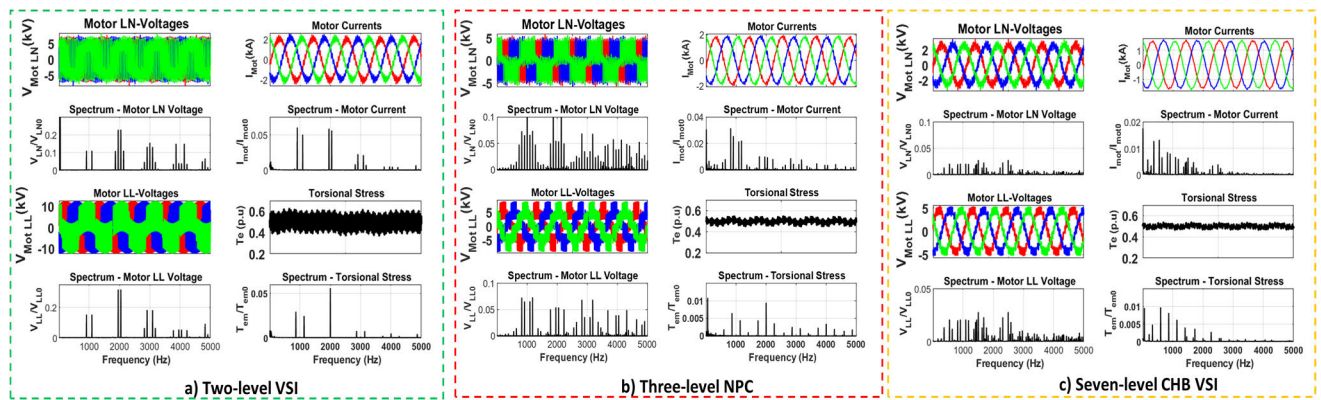 Motor LN-Voltages
V_Mot LN (kV)
5
0
-5
Motor Currents
I_Mot(kA)
2
0
-2
Spectrum - Motor LN Voltage
V_LN/V_LN0
0.2
0.1
0
Spectrum - Motor Current
I_mot/I_mot0
0.05
0
Motor LL-Voltages
V_Mot LL (kV)
10
0
-10
Torsional Stress
Te (p.u)
0.6
0.4
0.2
Spectrum - Motor LL Voltage
V_LL/V_LL0
0.2
0
1000 2000 3000 4000 5000
Frequency (Hz)
Spectrum - Torsional Stress
T_em/T_em0
0.05
0
1000 2000 3000 4000 5000
Frequency (Hz)
a) Two-level VSI
Motor LN-Voltages
V_Mot LN (kV)
5
0
-5
Motor Currents
I_Mot(kA)
2
0
-2
Spectrum - Motor LN Voltage
V_LN/V_LN0
0.1
0.05
0
Spectrum - Motor Current
I_mot/I_mot0
0.04
0.02
0
Motor LL-Voltages
V_Mot LL (kV)
5
0
-5
Torsional Stress
Te (p.u)
0.6
0.4
0.2
Spectrum - Motor LL Voltage
V_LL/V_LL0
0.1
0.05
0
1000 2000 3000 4000 5000
Frequency (Hz)
Spectrum - Torsional Stress
T_em/T_em0
0.01
0.005
0
1000 2000 3000 4000 5000
Frequency (Hz)
b) Three-level NPC
Motor LN-Voltages
V_Mot LN (kV)
2
0
-2
Motor Currents
I_Mot(kA)
1
0
-1
Spectrum - Motor LN Voltage
V_LN/V_LN0
0.05
0
Spectrum - Motor Current
I_mot/I_mot0
0.02
0.01
0
Motor LL-Voltages
V_Mot LL (kV)
5
0
-5
Torsional Stress
Te (p.u)
0.6
0.4
0.2
Spectrum - Motor LL Voltage
V_LL/V_LL0
0.05
0
1000 2000 3000 4000 5000
Frequency (Hz)
Spectrum - Torsional Stress
T_em/T_em0
0.01
0.005
0
1000 2000 3000 4000 5000
Frequency (Hz)
c) Seven-level CHB VSI